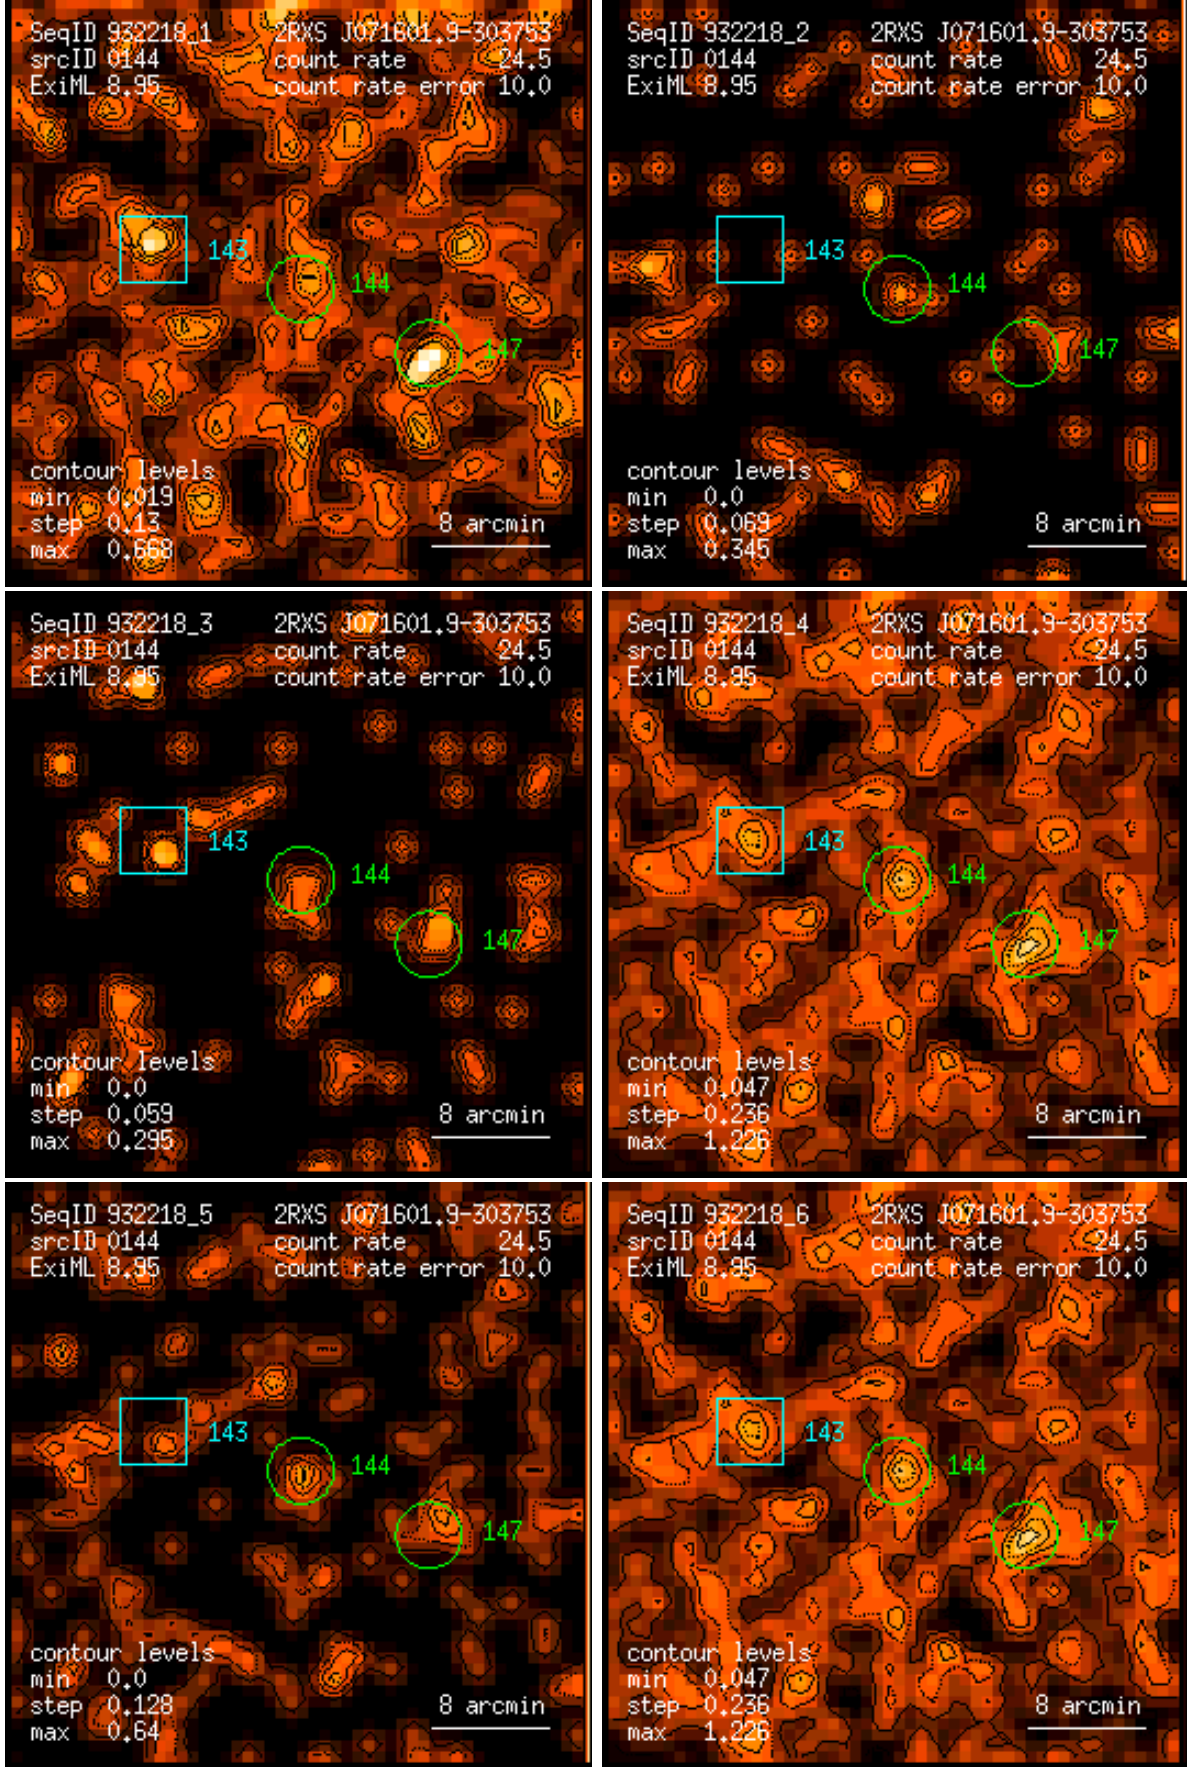 SeqID 932218_1 2RXS J071601.9-303753
srcID 0144 count rate 24.5
ExiML 8.95 count rate error 10.0
143
144
147
contour levels
min 0.019
step 0.13 8 arcmin
max 0.668
SeqID 932218_2 2RXS J071601.9-303753
srcID 0144 count rate 24.5
ExiML 8.95 count rate error 10.0
143
144
147
contour levels
min 0.0
step 0.069 8 arcmin
max 0.345
SeqID 932218_3 2RXS J071601.9-303753
srcID 0144 count rate 24.5
ExiML 8.95 count rate error 10.0
143
144
147
contour levels
min 0.0
step 0.059 8 arcmin
max 0.295
SeqID 932218_4 2RXS J071601.9-303753
srcID 0144 count rate 24.5
ExiML 8.95 count rate error 10.0
143
144
147
contour levels
min 0.047
step 0.236 8 arcmin
max 1.226
SeqID 932218_5 2RXS J071601.9-303753
srcID 0144 count rate 24.5
ExiML 8.95 count rate error 10.0
143
144
147
contour levels
min 0.0
step 0.128 8 arcmin
max 0.64
SeqID 932218_6 2RXS J071601.9-303753
srcID 0144 count rate 24.5
ExiML 8.95 count rate error 10.0
143
144
147
contour levels
min 0.047
step 0.236 8 arcmin
max 1.226